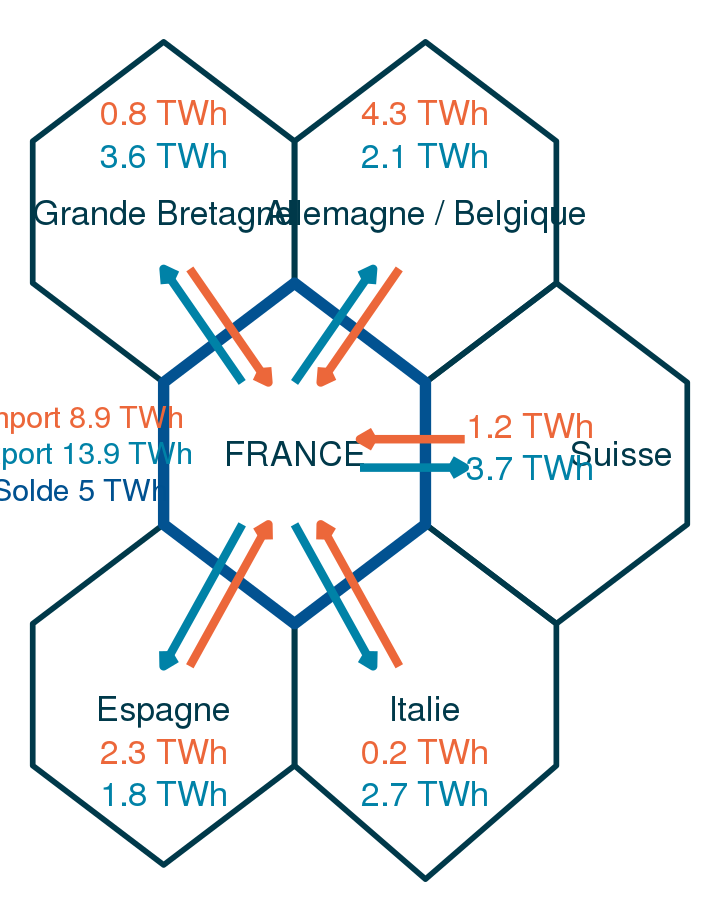 0.8 TWh
3.6 TWh
Grande Bretagne
4.3 TWh
2.1 TWh
Allemagne / Belgique
mport 8.9 TWh
port 13.9 TWh
Solde 5 TWh
FRANCE
1.2 TWh
3.7 TWh
Suisse
Espagne
2.3 TWh
1.8 TWh
Italie
0.2 TWh
2.7 TWh